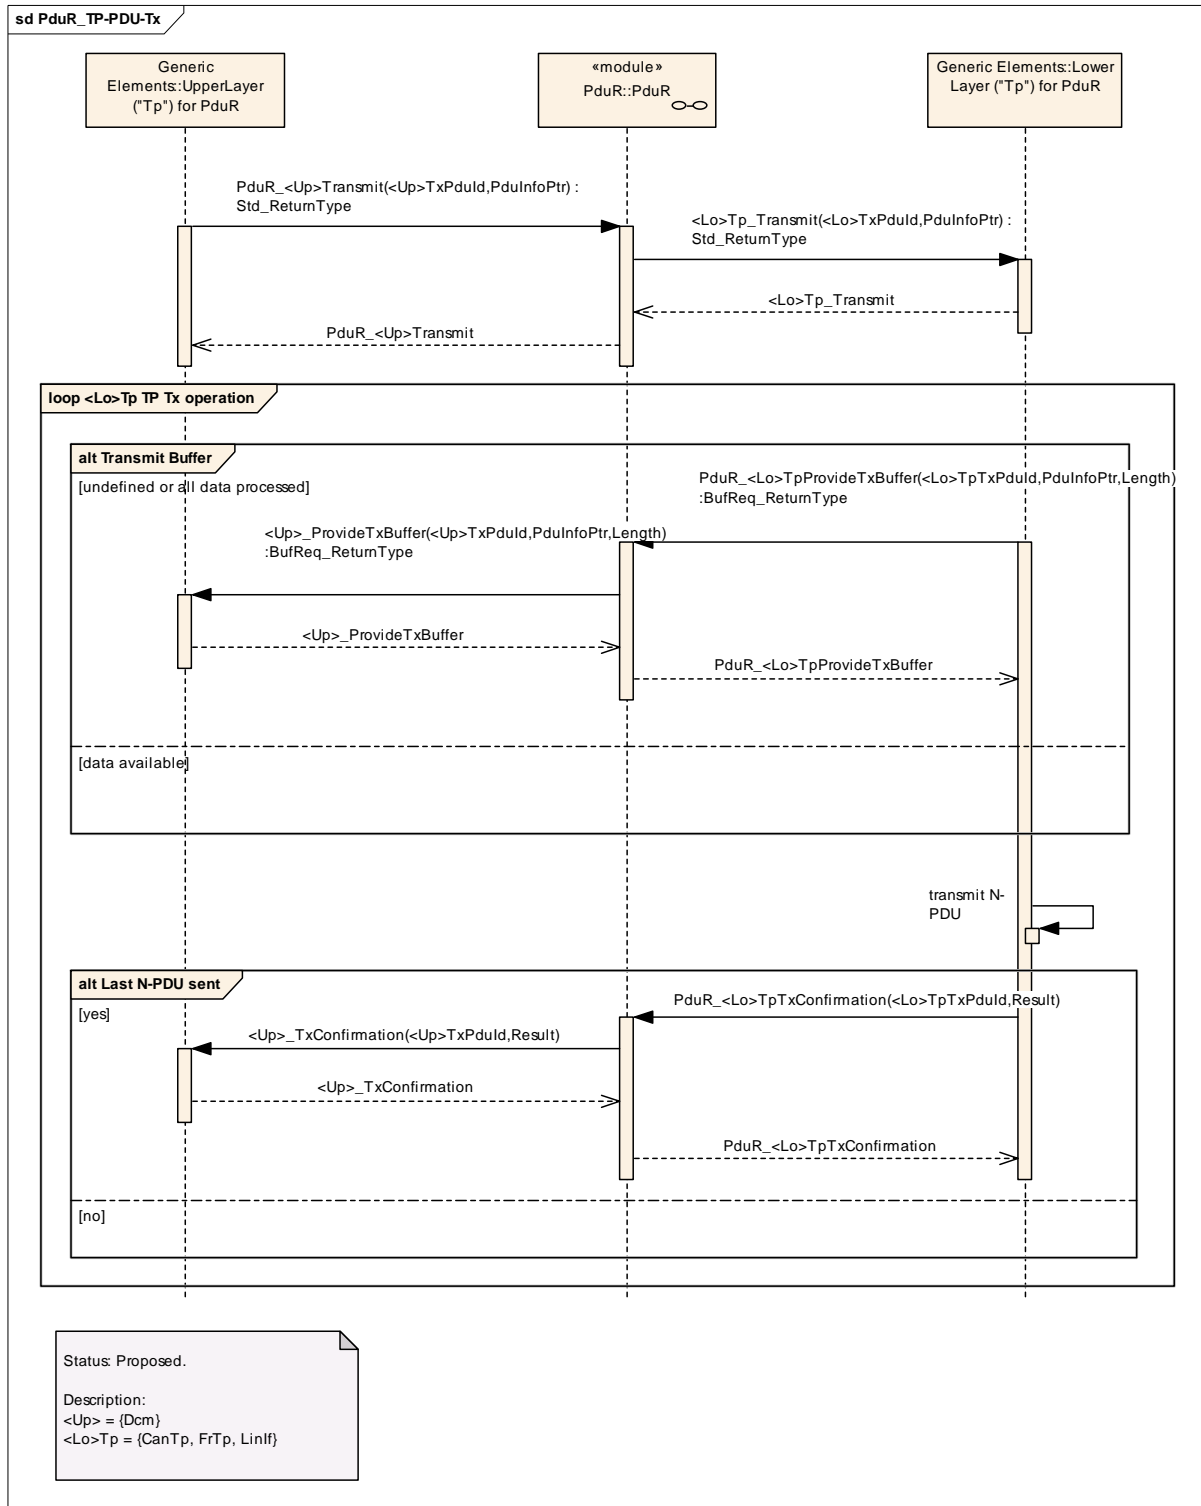 sd PduR_TP-PDU-Tx
Generic
Elements::UpperLayer
("Tp") for PduR
«module»
PduR::PduR
Generic Elements::Lower
Layer ("Tp") for PduR
PduR_<Up>Transmit(<Up>TxPduId,PduInfoPtr) :
Std_ReturnType
<Lo>Tp_Transmit(<Lo>TxPduId,PduInfoPtr) :
Std_ReturnType
<Lo>Tp_Transmit
PduR_<Up>Transmit
loop <Lo>Tp TP Tx operation
alt Transmit Buffer
[undefined or all data processed]
PduR_<Lo>TpProvideTxBuffer(<Lo>TpTxPduId,PduInfoPtr,Length)
:BufReq_ReturnType
<Up>_ProvideTxBuffer(<Up>TxPduId,PduInfoPtr,Length)
:BufReq_ReturnType
<Up>_ProvideTxBuffer
PduR_<Lo>TpProvideTxBuffer
[data available]
transmit N-
PDU
alt Last N-PDU sent
[yes]
PduR_<Lo>TpTxConfirmation(<Lo>TpTxPduId,Result)
<Up>_TxConfirmation(<Up>TxPduId,Result)
<Up>_TxConfirmation
PduR_<Lo>TpTxConfirmation
[no]
Status: Proposed.
Description:
<Up> = {Dcm}
<Lo>Tp = {CanTp, FrTp, LinIf}